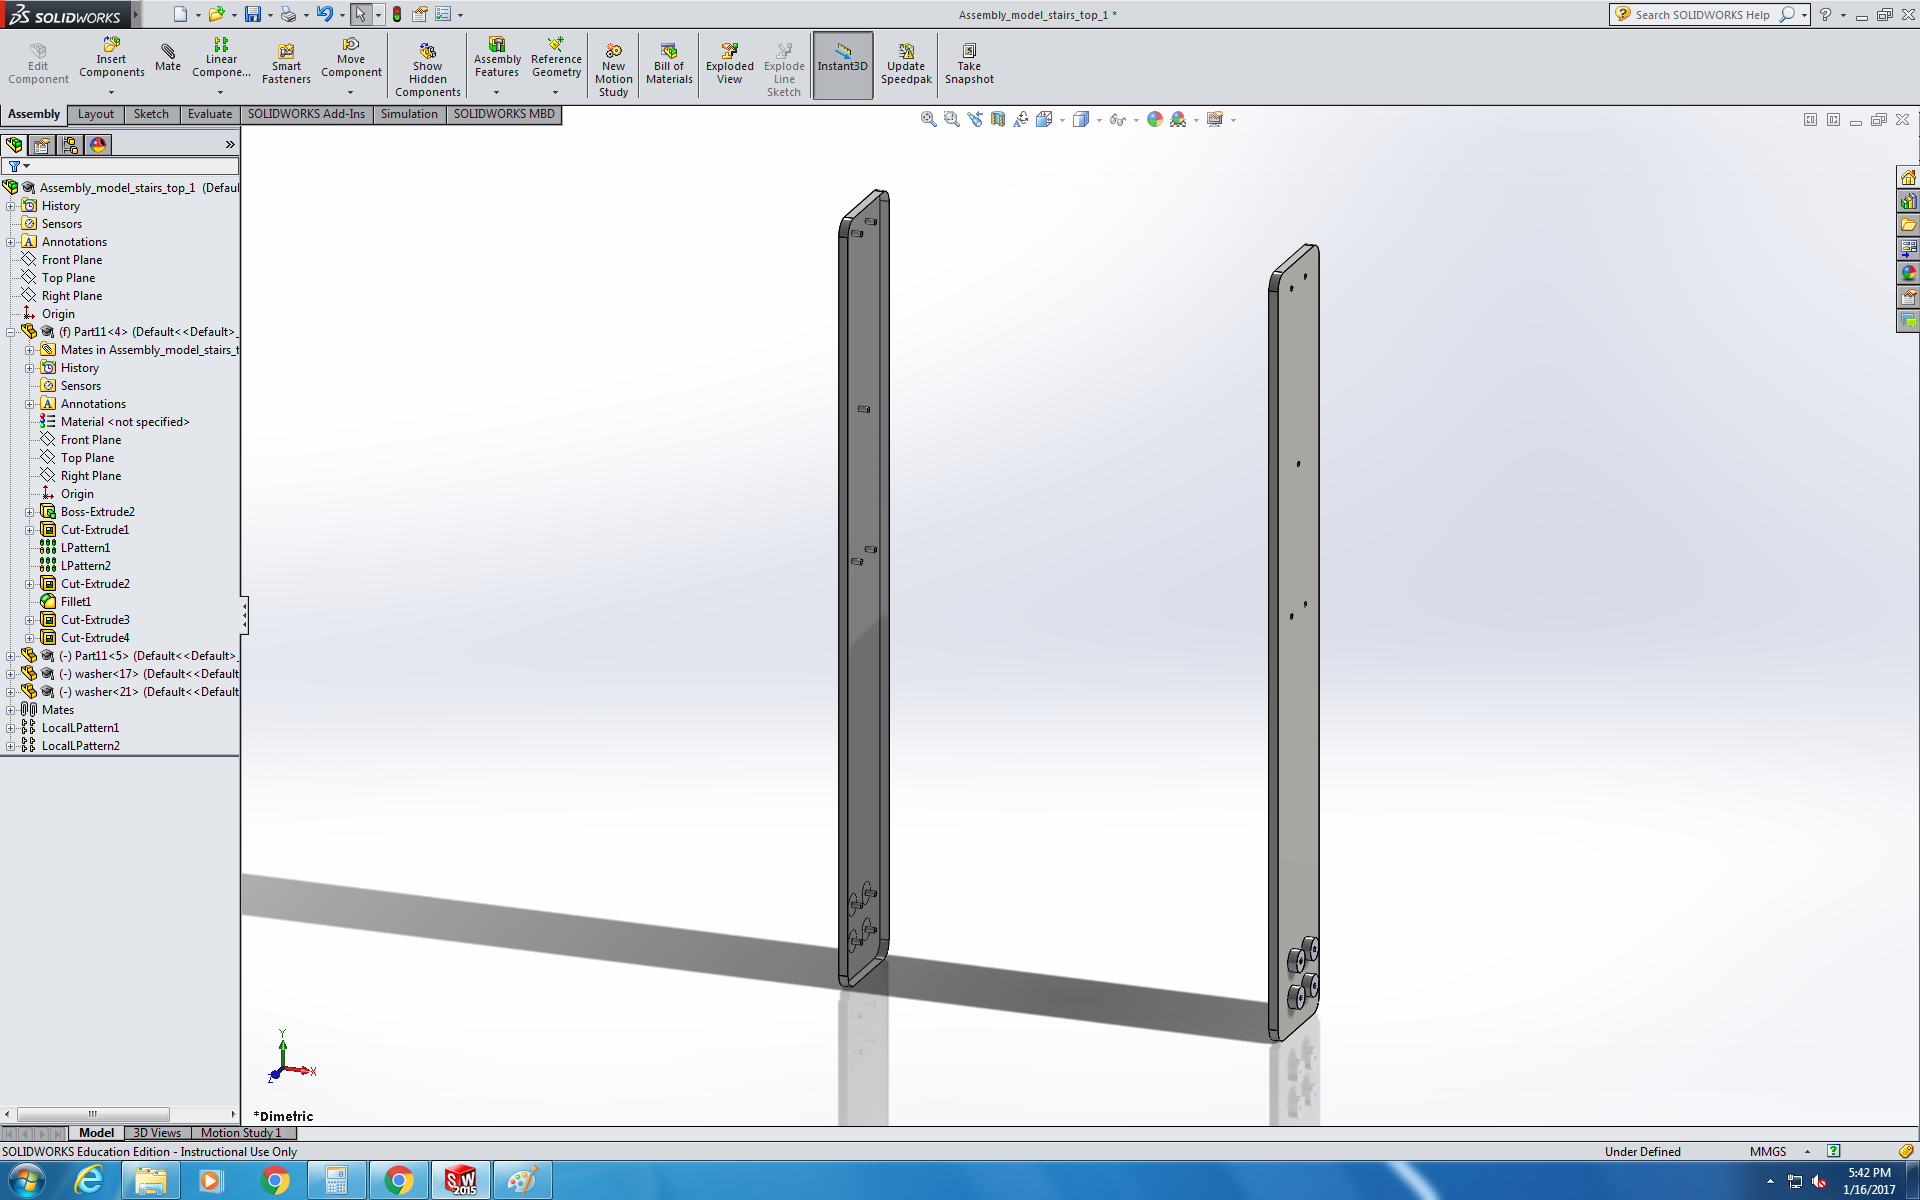 SOLIDWORKS
Assembly_model_stairs_top_1 *
Search SOLIDWORKS Help
Edit Component
Insert Components
Mate
Linear Compone...
Smart Fasteners
Move Component
Show Hidden Components
Assembly Features
Reference Geometry
New Motion Study
Bill of Materials
Exploded View
Explode Line Sketch
Instant3D
Update Speedpak
Take Snapshot
Assembly
Layout
Sketch
Evaluate
SOLIDWORKS Add-Ins
Simulation
SOLIDWORKS MBD
Assembly_model_stairs_top_1 (Defaul
History
Sensors
Annotations
Front Plane
Top Plane
Right Plane
Origin
(f) Part11<4> (Default<<Default>_
Mates in Assembly_model_stairs_t
History
Sensors
Annotations
Material <not specified>
Front Plane
Top Plane
Right Plane
Origin
Boss-Extrude2
Cut-Extrude1
LPattern1
LPattern2
Cut-Extrude2
Fillet1
Cut-Extrude3
Cut-Extrude4
(-) Part11<5> (Default<<Default>_
(-) washer<17> (Default<<Default
(-) washer<21> (Default<<Default
Mates
LocalLPattern1
LocalLPattern2
Y
X
Z
*Dimetric
Model
3D Views
Motion Study 1
SOLIDWORKS Education Edition - Instructional Use Only
Under Defined
MMGS
SW
2015
5:42 PM
1/16/2017